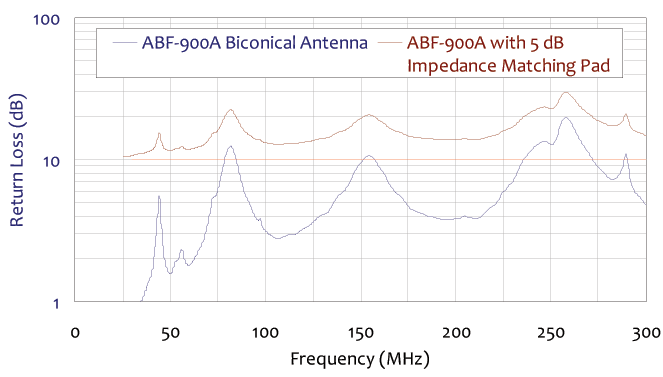 100
ABF-900A Biconical Antenna
ABF-900A with 5 dB
Impedance Matching Pad
Return Loss (dB)
10
1
0 50 100 150 200 250 300
Frequency (MHz)